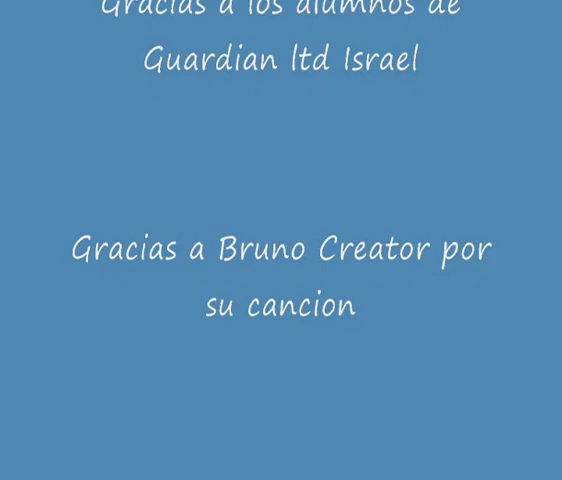 Gracias a los alumnos de
Guardian ltd Israel
Gracias a Bruno Creator por
su cancion